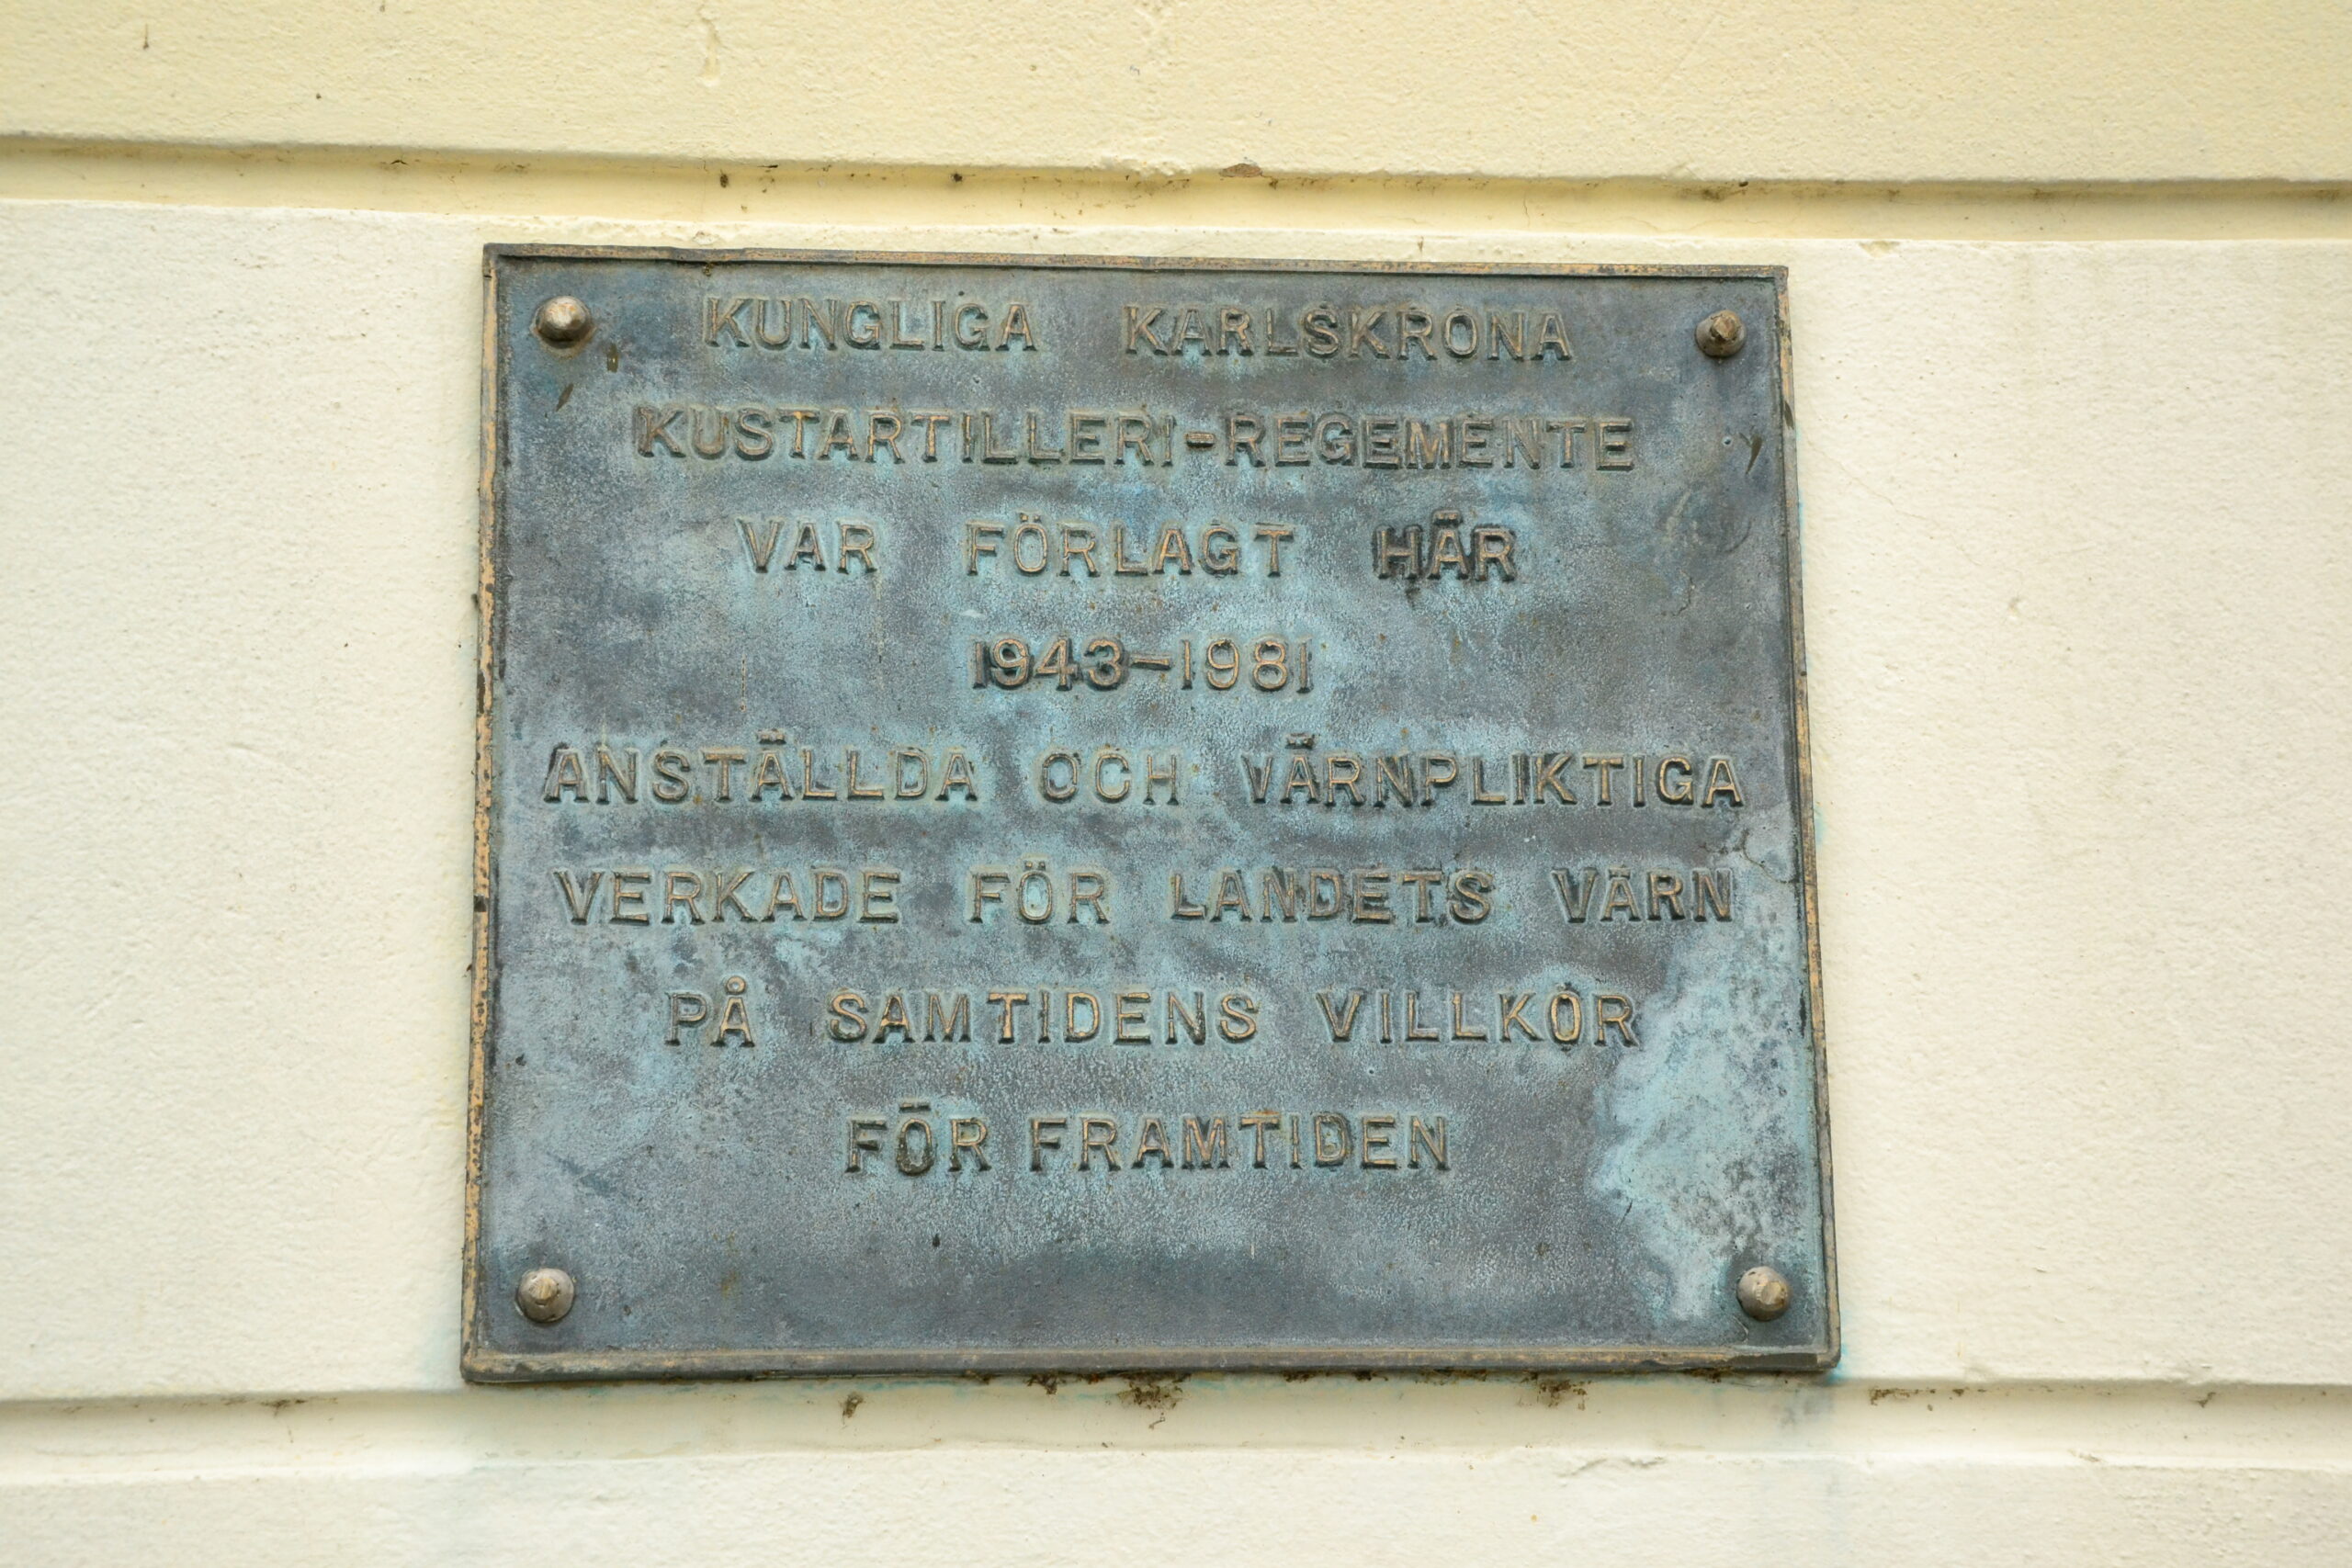 KUNGLIGA KARLSKRONA
KUSTARTILLERI-REGEMENTE
VAR FÖRLAGT HÄR
1943-1981
ANSTÄLLDA OCH VÄRNPLIKTIGA
VERKADE FÖR LANDETS VÄRN
PÅ SAMTIDENS VILLKOR
FÖR FRAMTIDEN